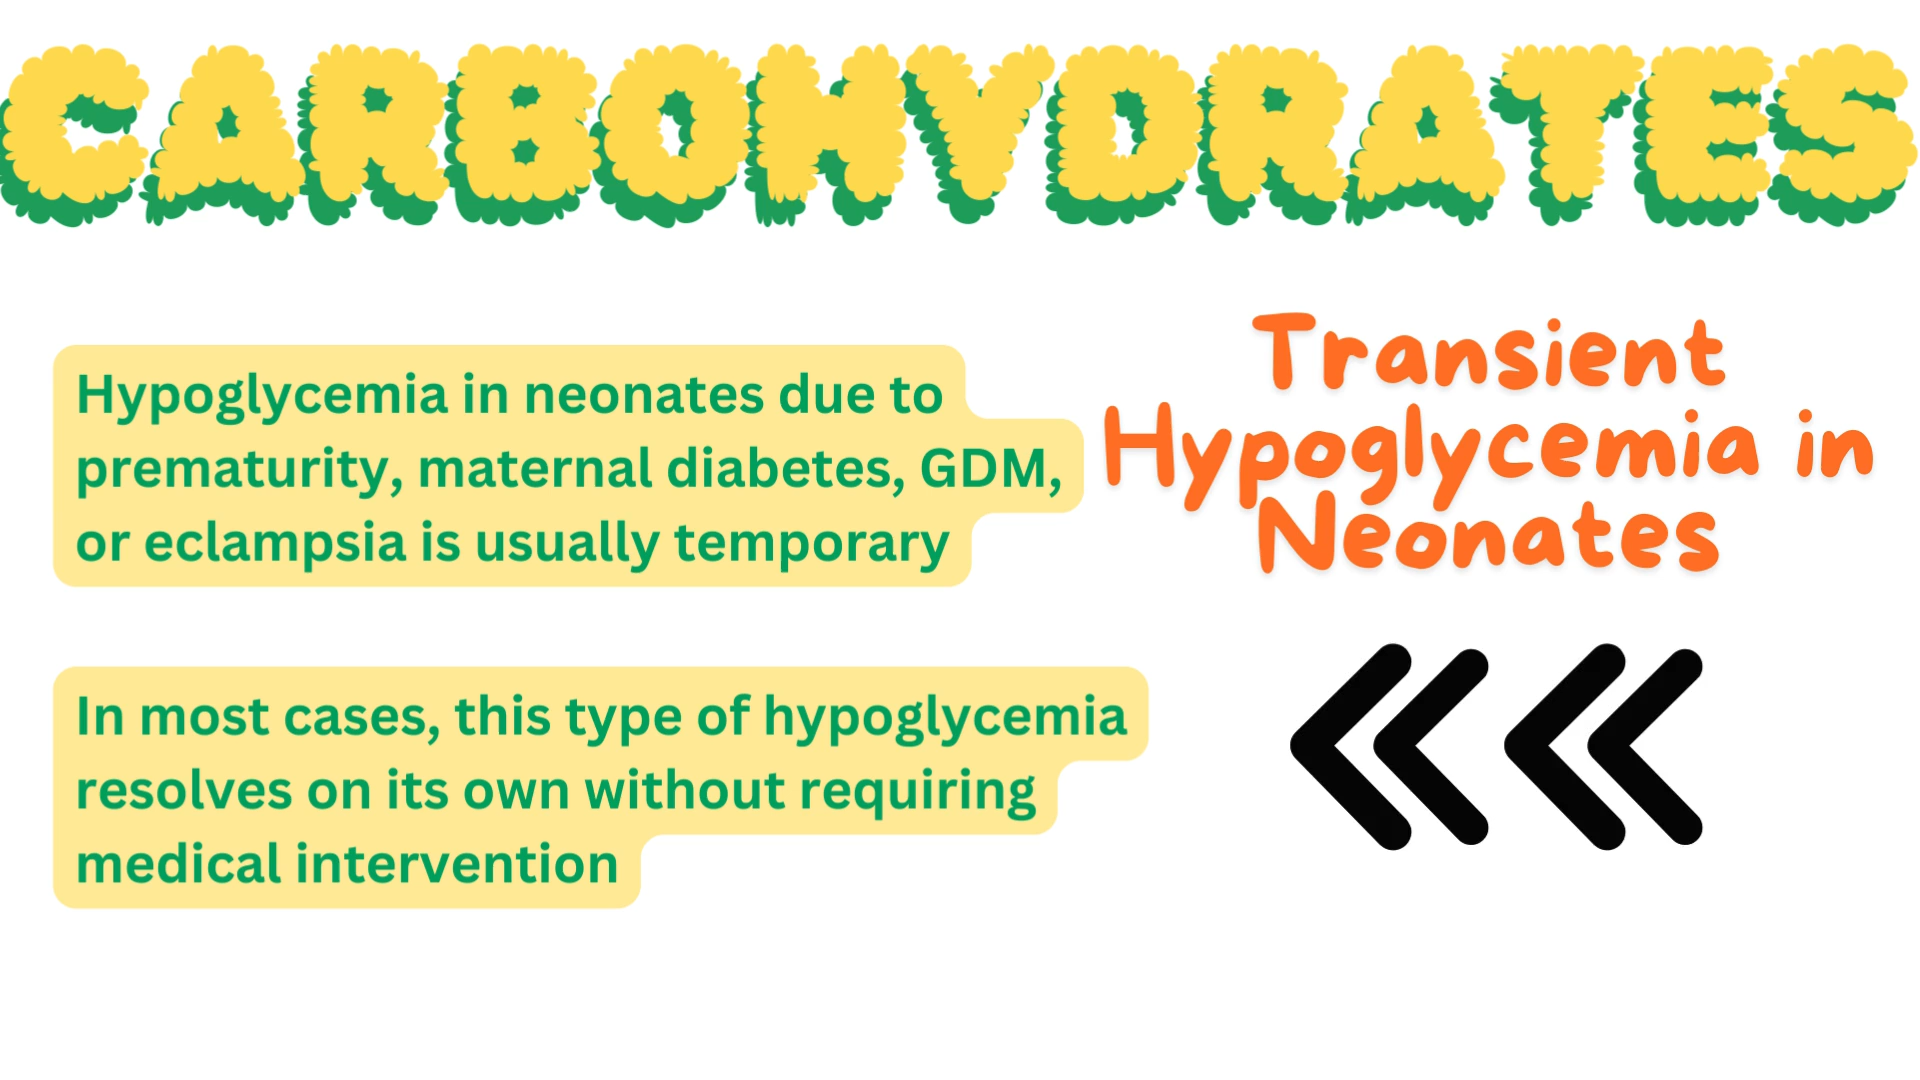 CARBOHYDRATES
Transient
Hypoglycemia in
Neonates
Hypoglycemia in neonates due to
prematurity, maternal diabetes, GDM,
or eclampsia is usually temporary
In most cases, this type of hypoglycemia
resolves on its own without requiring
medical intervention